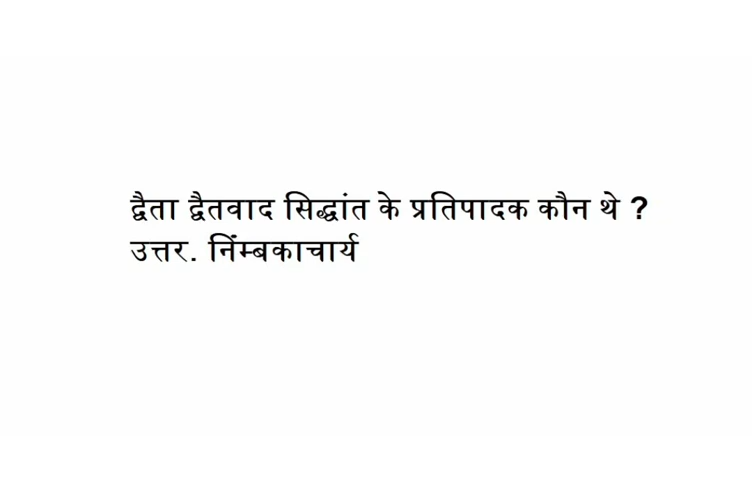 द्वैता द्वैतवाद सिद्धांत के प्रतिपादक कौन थे ?
उत्तर. निंम्बकाचार्य